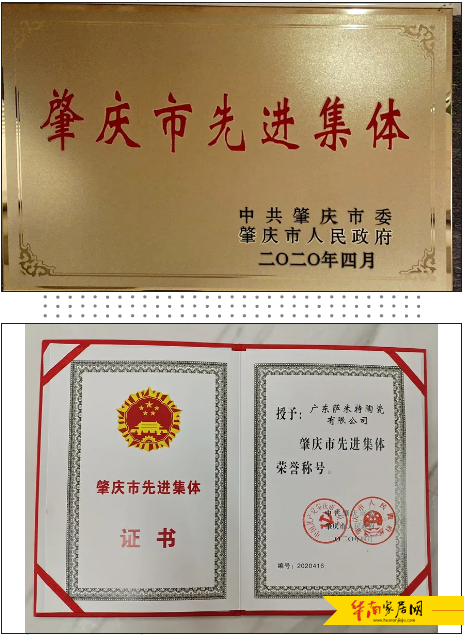 肇庆市先进集体
中共肇庆市委
肇庆市人民政府
二〇二〇年四月
肇庆市先进集体
证书
授予：广东萨米特陶瓷
有限公司
肇庆市先进集体
荣誉称号。
编号：2020416
华南家居网